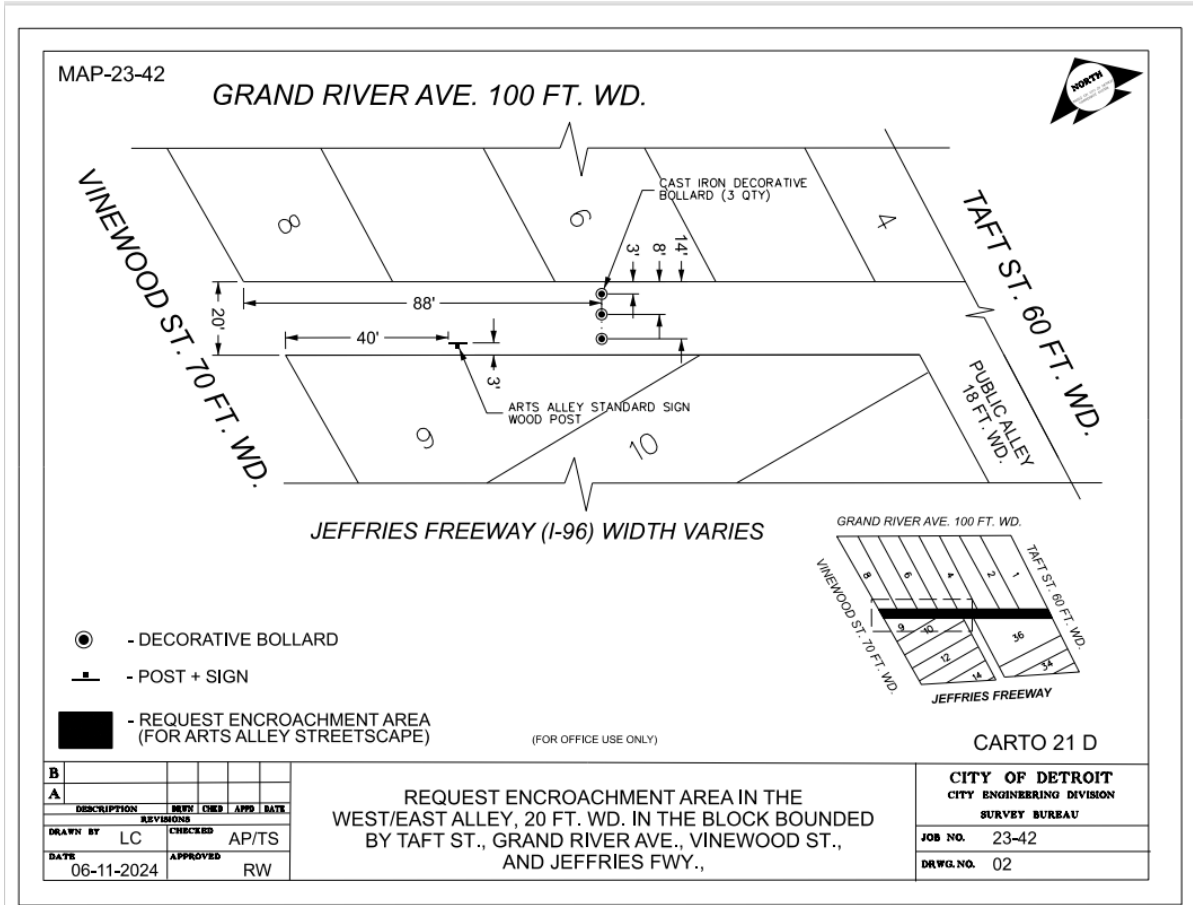 MAP-23-42
GRAND RIVER AVE. 100 FT. WD.
NORTH
VINEWOOD ST. 70 FT. WD.
TAFT ST. 60 FT. WD.
CAST IRON DECORATIVE
BOLLARD (3 QTY)
8
6
4
3'
8'
14'
88'
20'
40'
3'
ARTS ALLEY STANDARD SIGN
WOOD POST
9
10
PUBLIC ALLEY
18 FT. WD.
JEFFRIES FREEWAY (I-96) WIDTH VARIES
GRAND RIVER AVE. 100 FT. WD.
VINEWOOD ST. 70 FT. WD.
TAFT ST. 60 FT. WD.
8
6
4
2
1
9
10
12
14
36
34
JEFFRIES FREEWAY
- DECORATIVE BOLLARD
- POST + SIGN
- REQUEST ENCROACHMENT AREA
(FOR ARTS ALLEY STREETSCAPE)
(FOR OFFICE USE ONLY)
CARTO 21 D
B
A
DESCRIPTION DRWN CHKD APPD DATE
REVISIONS
DRAWN BY LC CHECKED AP/TS
DATE 06-11-2024 APPROVED RW
REQUEST ENCROACHMENT AREA IN THE
WEST/EAST ALLEY, 20 FT. WD. IN THE BLOCK BOUNDED
BY TAFT ST., GRAND RIVER AVE., VINEWOOD ST.,
AND JEFFRIES FWY.,
CITY OF DETROIT
CITY ENGINEERING DIVISION
SURVEY BUREAU
JOB NO. 23-42
DRWG. NO. 02